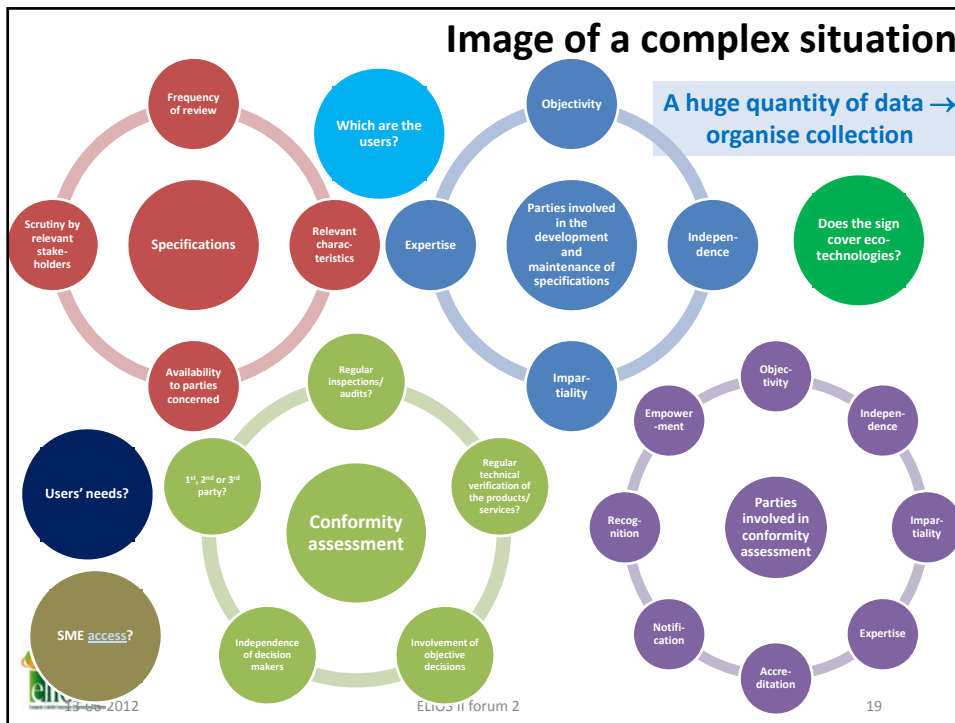 Image of a complex situation
A huge quantity of data →
organise collection
Frequency
of review
Scrutiny by
relevant
stake-
holders
Specifications
Relevant
charac-
teristics
Availability
to parties
concerned
Which are the
users?
Objectivity
Expertise
Parties involved
in the
development
and
maintenance of
specifications
Indepen-
dence
Impar-
tiality
Does the sign
cover eco-
technologies?
Users’ needs?
SME access?
Regular
inspections/
audits?
1st, 2nd or 3rd
party?
Conformity
assessment
Regular
technical
verification of
the products/
services?
Independence
of decision
makers
Involvement of
objective
decisions
Objec-
tivity
Empower
-ment
Indepen-
dence
Recog-
nition
Parties
involved in
conformity
assessment
Impar-
tiality
Notifi-
cation
Expertise
Accre-
ditation
13-06-2012
ELIOS II forum 2
19